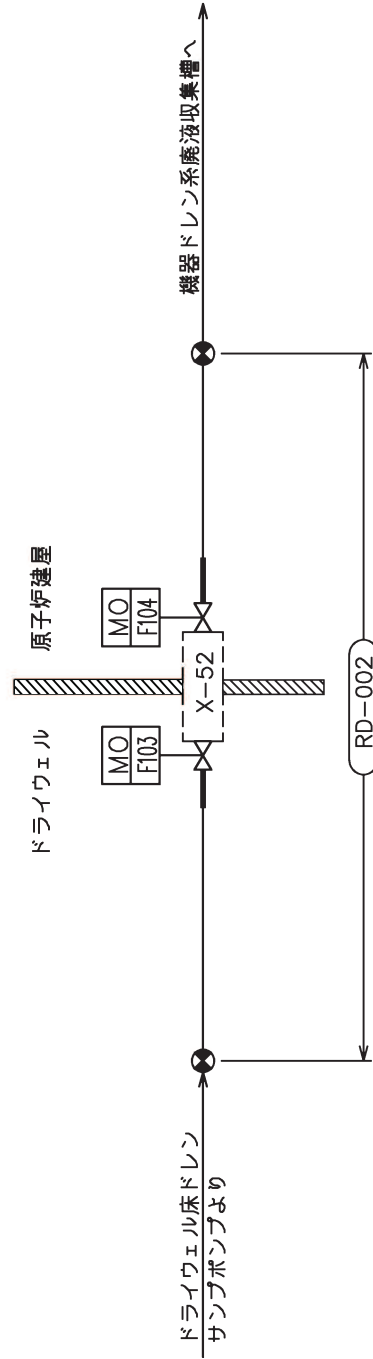 ドライウェル床ドレン
サンプポンプより
ドライウェル
原子炉建屋
MO
F103
X-52
MO
F104
機器ドレン系廃液収集槽へ
RD-002